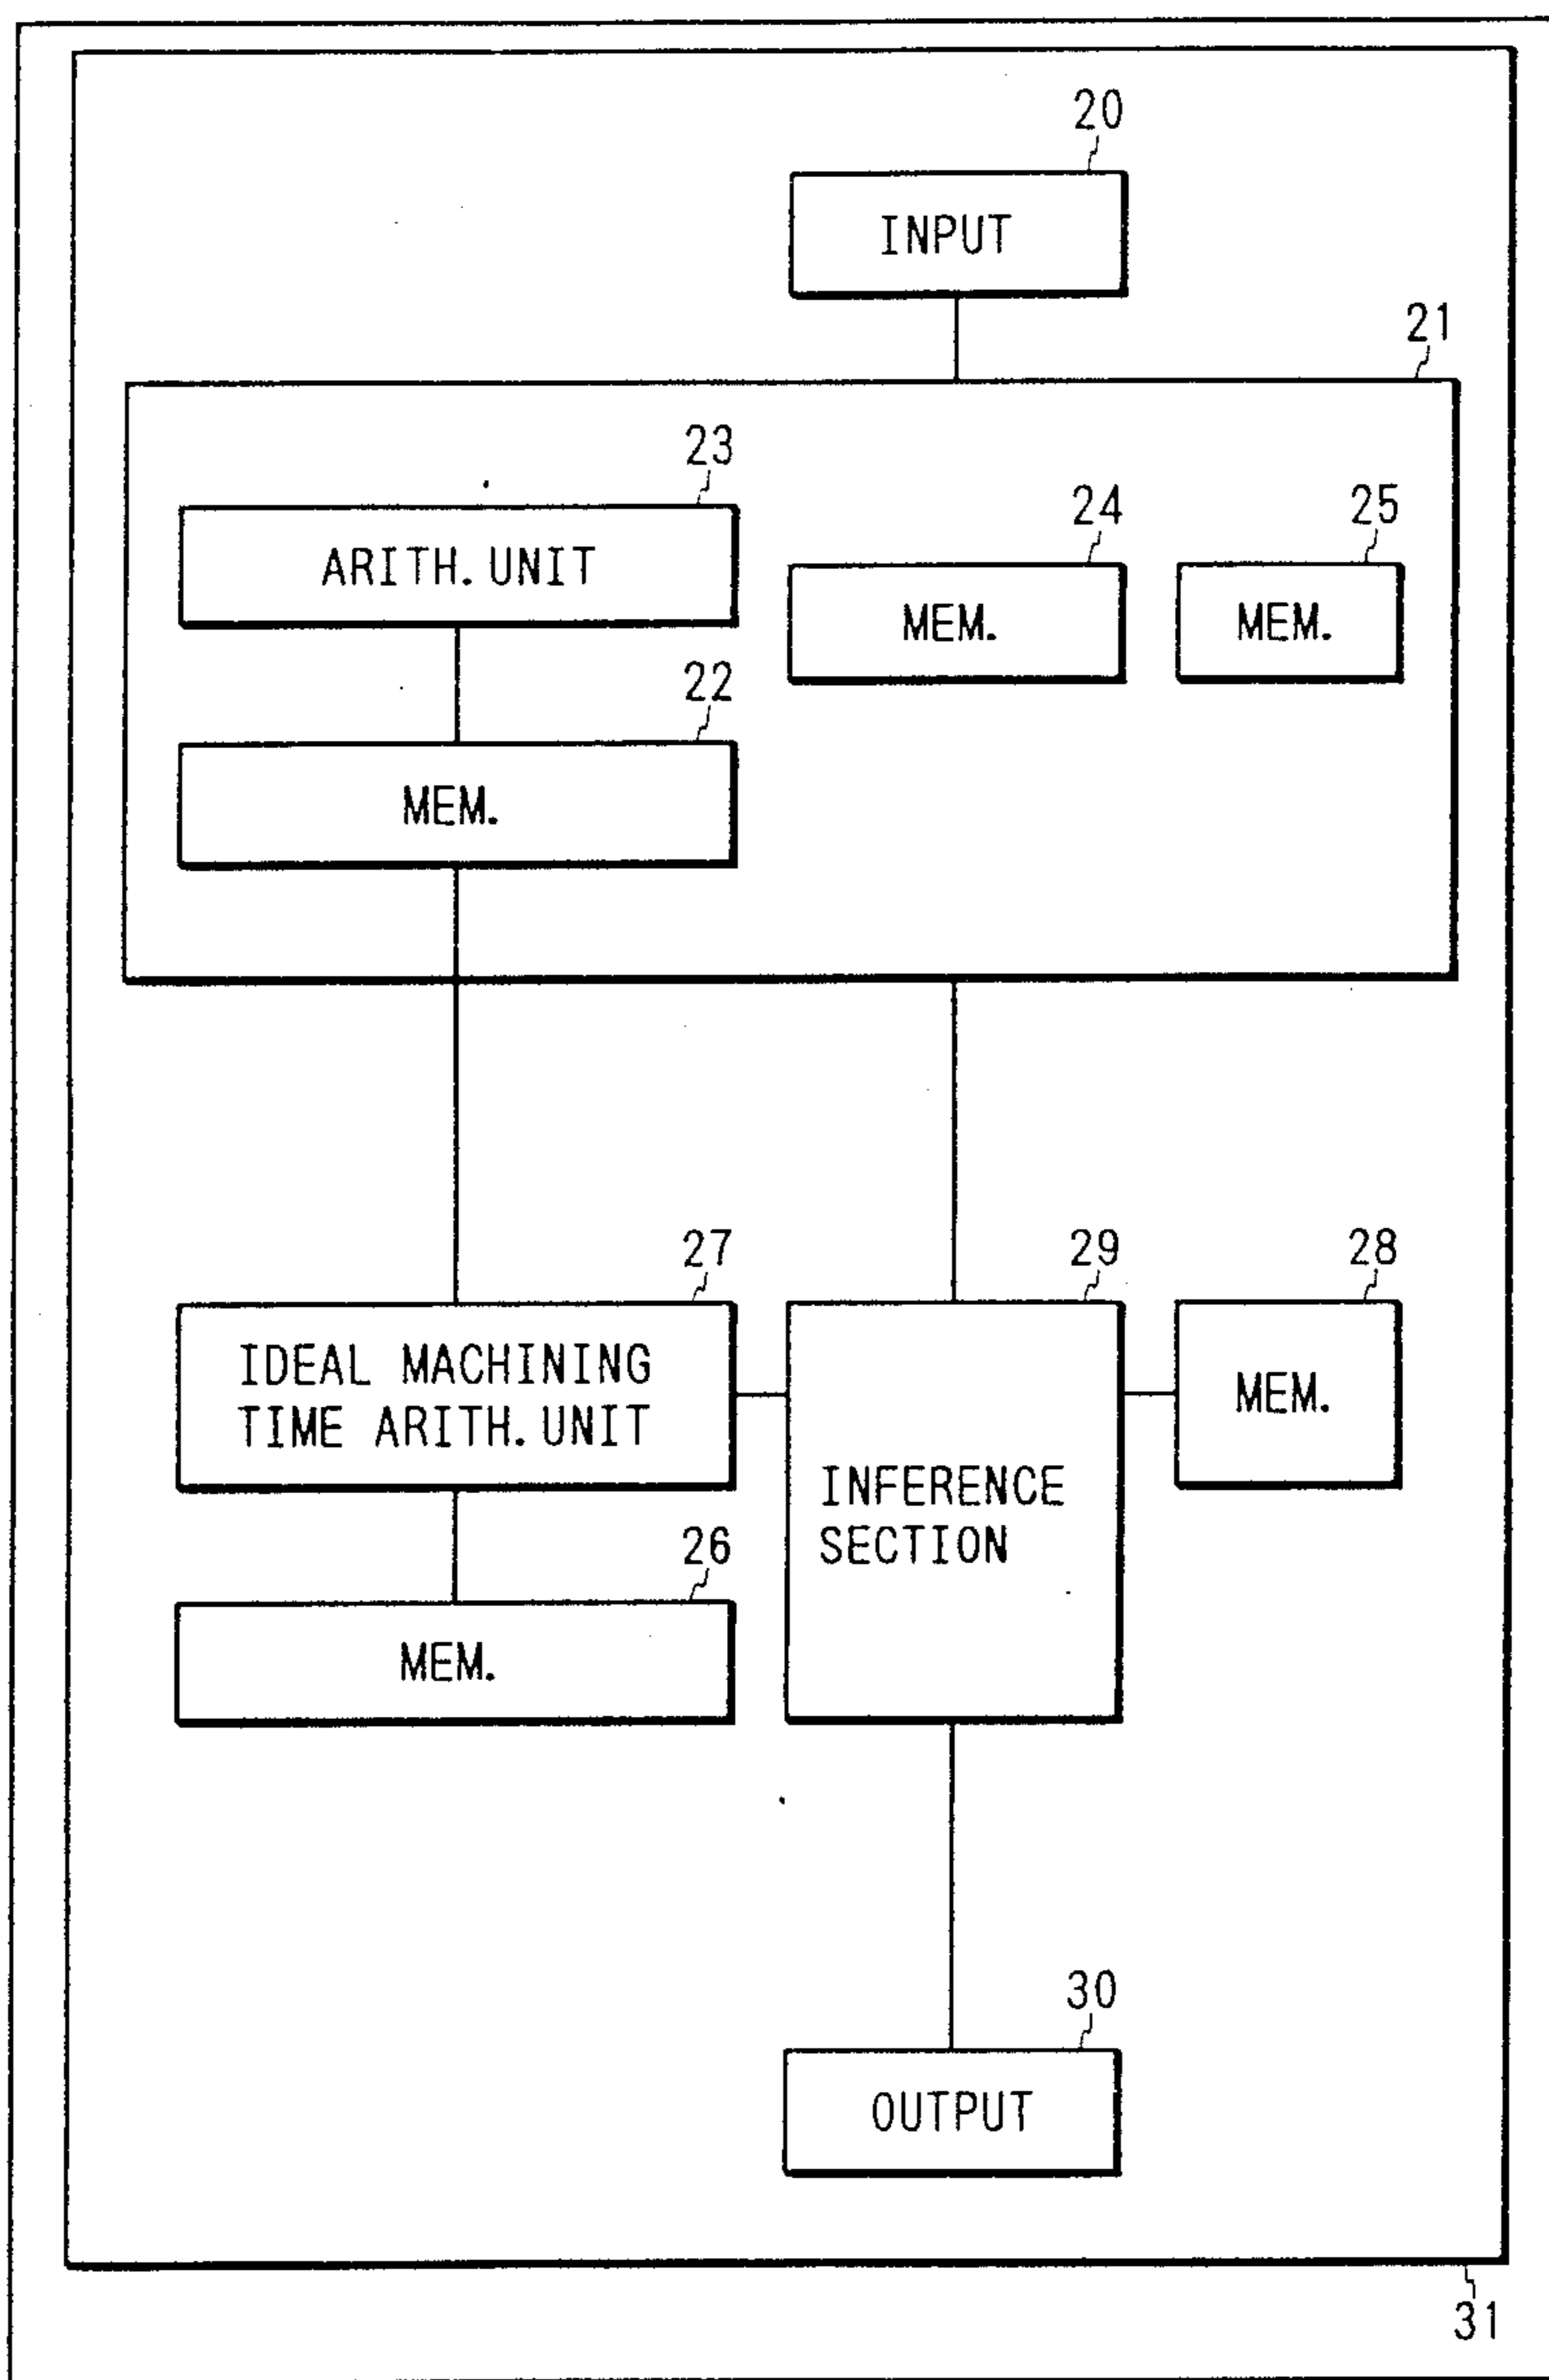 20
INPUT
21
23
ARITH. UNIT
24
MEM.
25
MEM.
22
MEM.
27
IDEAL MACHINING
TIME ARITH. UNIT
29
INFERENCE
SECTION
28
MEM.
26
MEM.
30
OUTPUT
31